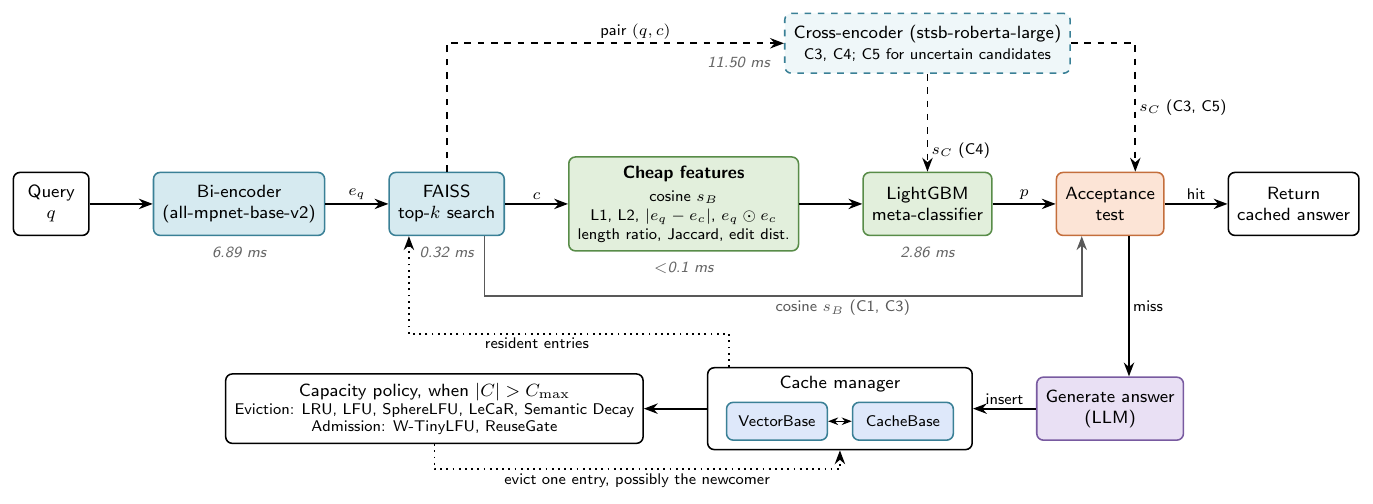 pair (q, c)
Cross-encoder (stsb-roberta-large)
C3, C4; C5 for uncertain candidates
11.50 ms
s_C (C3, C5)
s_C (C4)
Query
q
Bi-encoder
(all-mpnet-base-v2)
6.89 ms
e_q
FAISS
top-k search
0.32 ms
c
Cheap features
cosine s_B
L1, L2, |e_q − e_c|, e_q ⊙ e_c
length ratio, Jaccard, edit dist.
<0.1 ms
LightGBM
meta-classifier
2.86 ms
p
Acceptance
test
hit
Return
cached answer
cosine s_B (C1, C3)
miss
resident entries
Capacity policy, when |C| > C_max
Eviction: LRU, LFU, SphereLFU, LeCaR, Semantic Decay
Admission: W-TinyLFU, ReuseGate
Cache manager
VectorBase
CacheBase
insert
Generate answer
(LLM)
evict one entry, possibly the newcomer